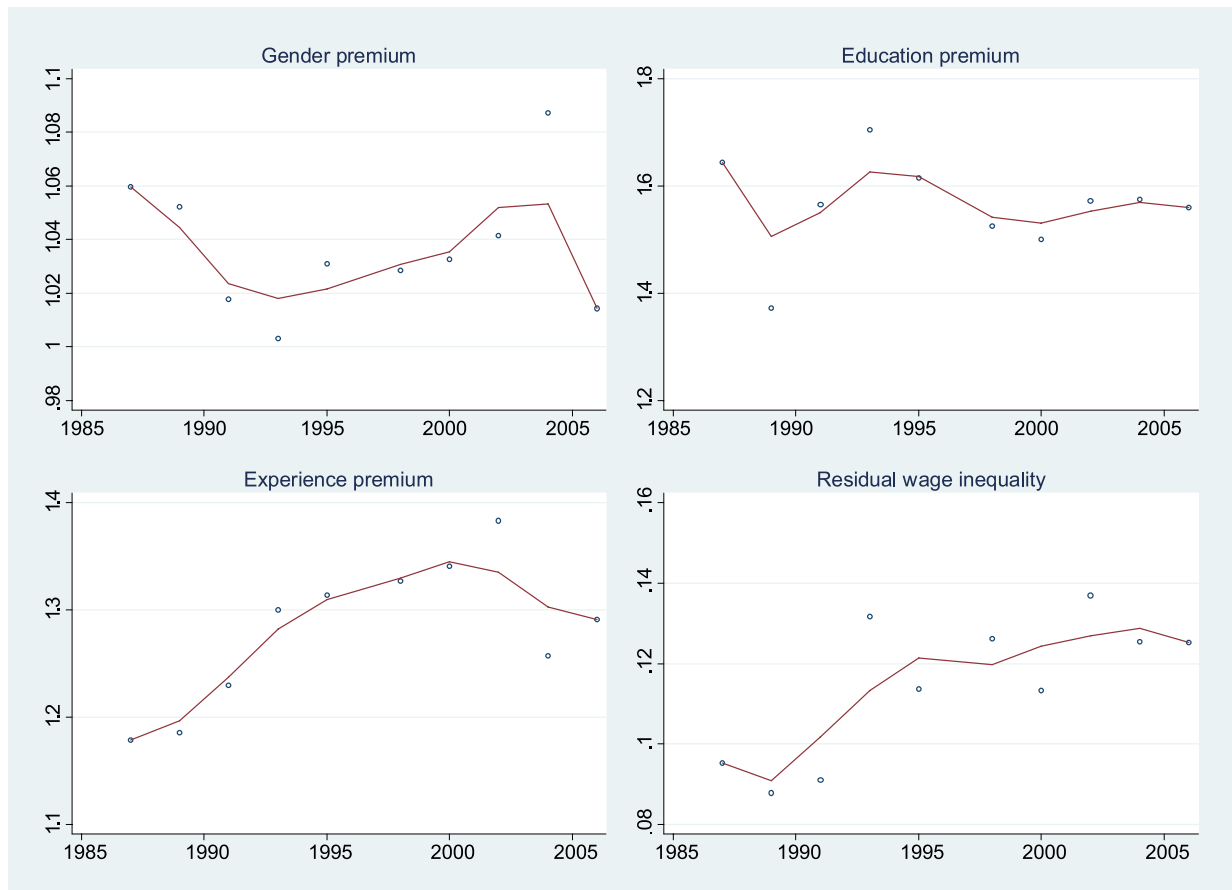 Gender premium
1.1
1.08
1.06
1.04
1.02
1
.98
1985 1990 1995 2000 2005
Education premium
1.8
1.6
1.4
1.2
1985 1990 1995 2000 2005
Experience premium
1.4
1.3
1.2
1.1
1985 1990 1995 2000 2005
Residual wage inequality
.16
.14
.12
.1
.08
1985 1990 1995 2000 2005